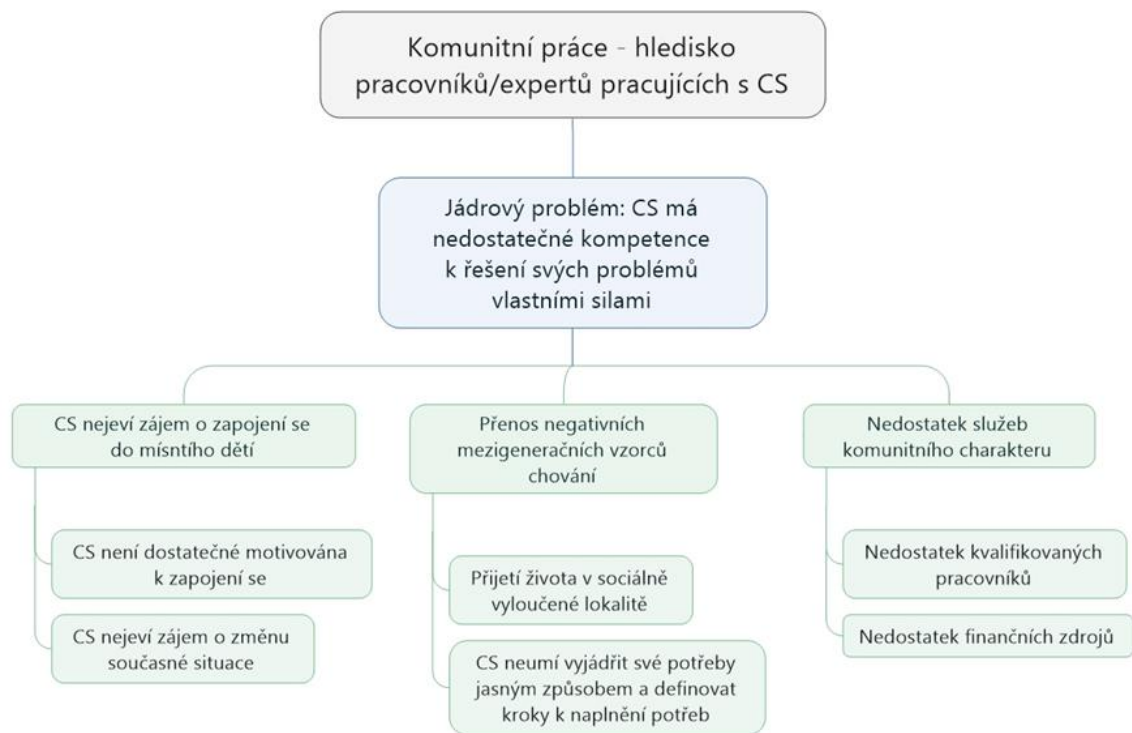 Komunitní práce - hledisko
pracovníků/expertů pracujících s CS
Jádrový problém: CS má
nedostatečné kompetence
k řešení svých problémů
vlastními silami
CS nejeví zájem o zapojení se
do mísntího dětí
CS není dostatečné motivována
k zapojení se
CS nejeví zájem o změnu
současné situace
Přenos negativních
mezigeneračních vzorců
chování
Přijetí života v sociálně
vyloučené lokalitě
CS neumí vyjádřit své potřeby
jasným způsobem a definovat
kroky k naplnění potřeb
Nedostatek služeb
komunitního charakteru
Nedostatek kvalifikovaných
pracovníků
Nedostatek finančních zdrojů